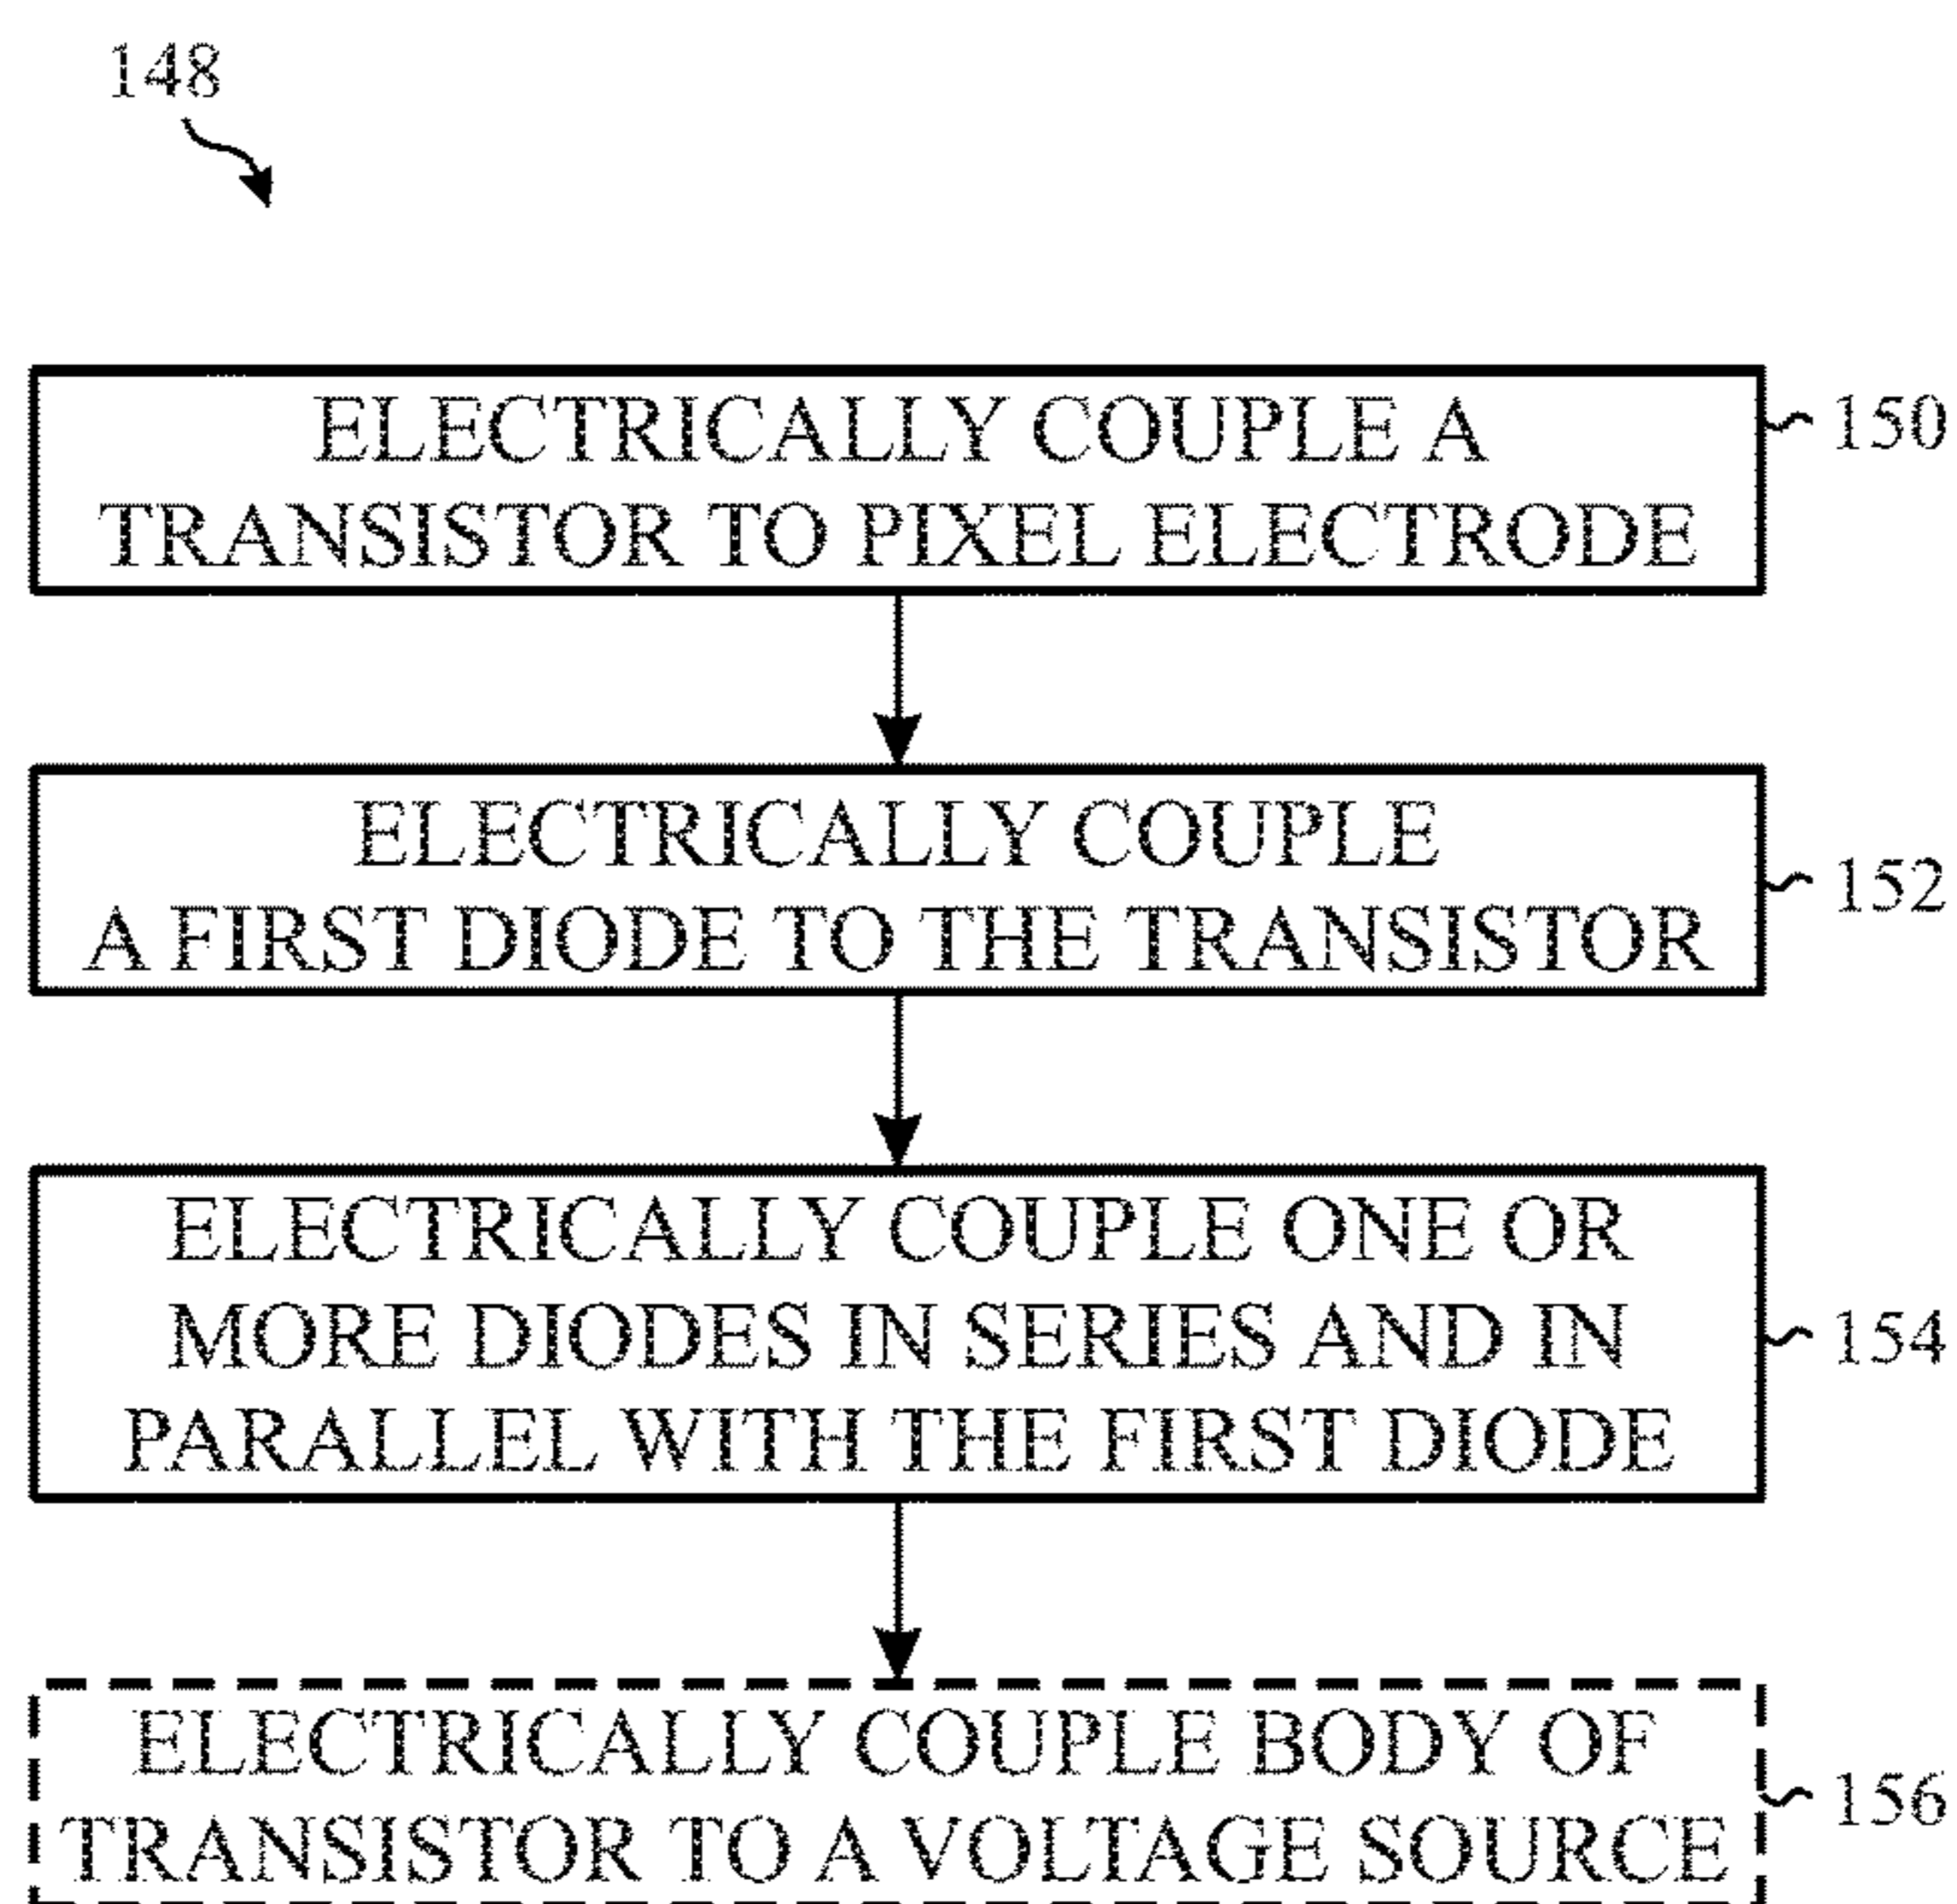 148
ELECTRICALLY COUPLE A
TRANSISTOR TO PIXEL ELECTRODE
150
ELECTRICALLY COUPLE
A FIRST DIODE TO THE TRANSISTOR
152
ELECTRICALLY COUPLE ONE OR
MORE DIODES IN SERIES AND IN
PARALLEL WITH THE FIRST DIODE
154
ELECTRICALLY COUPLE BODY OF
TRANSISTOR TO A VOLTAGE SOURCE
156